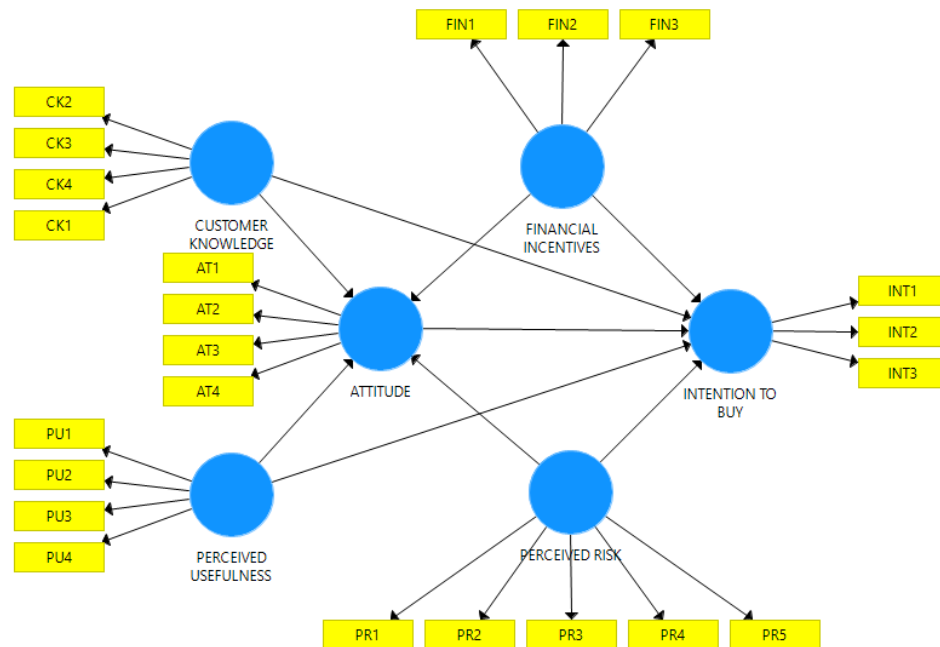 FIN1
FIN2
FIN3
CK2
CK3
CK4
CK1
CUSTOMER
KNOWLEDGE
FINANCIAL
INCENTIVES
AT1
AT2
AT3
AT4
ATTITUDE
INT1
INT2
INT3
INTENTION TO
BUY
PU1
PU2
PU3
PU4
PERCEIVED
USEFULNESS
PERCEIVED RISK
PR1
PR2
PR3
PR4
PR5